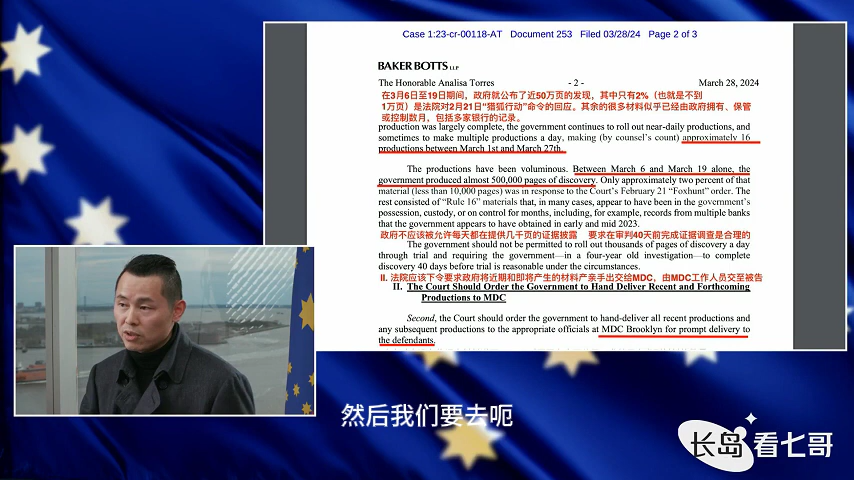 Case 1:23-cr-00118-AT Document 253 Filed 03/28/24 Page 2 of 3
BAKER BOTTS LLP
The Honorable Analisa Torres - 2 - March 28, 2024
在3月6日至19日期间，政府就公布了近50万页的发现，其中只有2%（也就是不到
1万页）是法院对2月21日“猎狐行动”命令的回应。其余的很多材料似乎已经由政府拥有、保管
或控制数月，包括多家银行的记录。
production was largely complete, the government continues to roll out near-daily productions, and
sometimes to make multiple productions a day, making (by counsel's count) approximately 16
productions between March 1st and March 27th.
The productions have been voluminous. Between March 6 and March 19 alone, the
government produced almost 500,000 pages of discovery. Only approximately two percent of that
material (less than 10,000 pages) was in response to the Court's February 21 “Foxhunt” order. The
rest consisted of “Rule 16” materials that, in many cases, appear to have been in the government's
possession, custody, or on control for months, including, for example, records from multiple banks
that the government appears to have obtained in early and mid 2023.
政府不应该被允许每天都在提供几千页的证据披露 要求在审判40天前完成证据调查是合理的
The government should not be permitted to roll out thousands of pages of discovery a day
through trial and requiring the government—in a four-year old investigation—to complete
discovery 40 days before trial is reasonable under the circumstances.
II. 法院应该下令要求政府将近期和即将产生的材料产亲手出交给MDC，由MDC工作人员交至被告
II. The Court Should Order the Government to Hand Deliver Recent and Forthcoming
Productions to MDC
Second, the Court should order the government to hand-deliver all recent productions and
any subsequent productions to the appropriate officials at MDC Brooklyn for prompt delivery to
the defendants.
然后我们要去呃
长岛看七哥